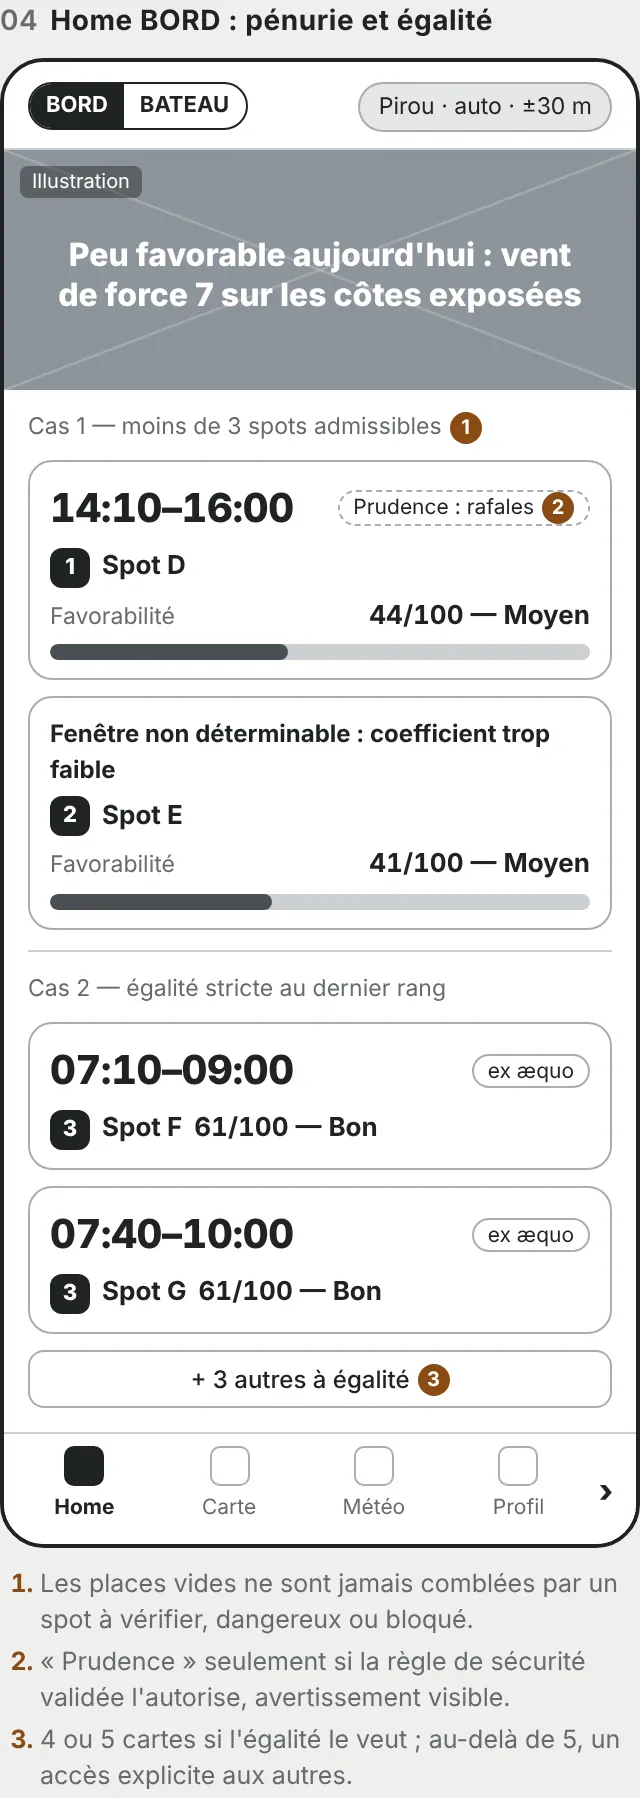 04 Home BORD : pénurie et égalité
BORD BATEAU Pirou · auto · ±30 m
Illustration
Peu favorable aujourd'hui : vent
de force 7 sur les côtes exposées
Cas 1 — moins de 3 spots admissibles 1
14:10–16:00 Prudence : rafales 2
1 Spot D
Favorabilité 44/100 — Moyen
Fenêtre non déterminable : coefficient trop
faible
2 Spot E
Favorabilité 41/100 — Moyen
Cas 2 — égalité stricte au dernier rang
07:10–09:00 ex æquo
3 Spot F 61/100 — Bon
07:40–10:00 ex æquo
3 Spot G 61/100 — Bon
+ 3 autres à égalité 3
Home Carte Météo Profil ›
1. Les places vides ne sont jamais comblées par un
spot à vérifier, dangereux ou bloqué.
2. « Prudence » seulement si la règle de sécurité
validée l'autorise, avertissement visible.
3. 4 ou 5 cartes si l'égalité le veut ; au-delà de 5, un
accès explicite aux autres.